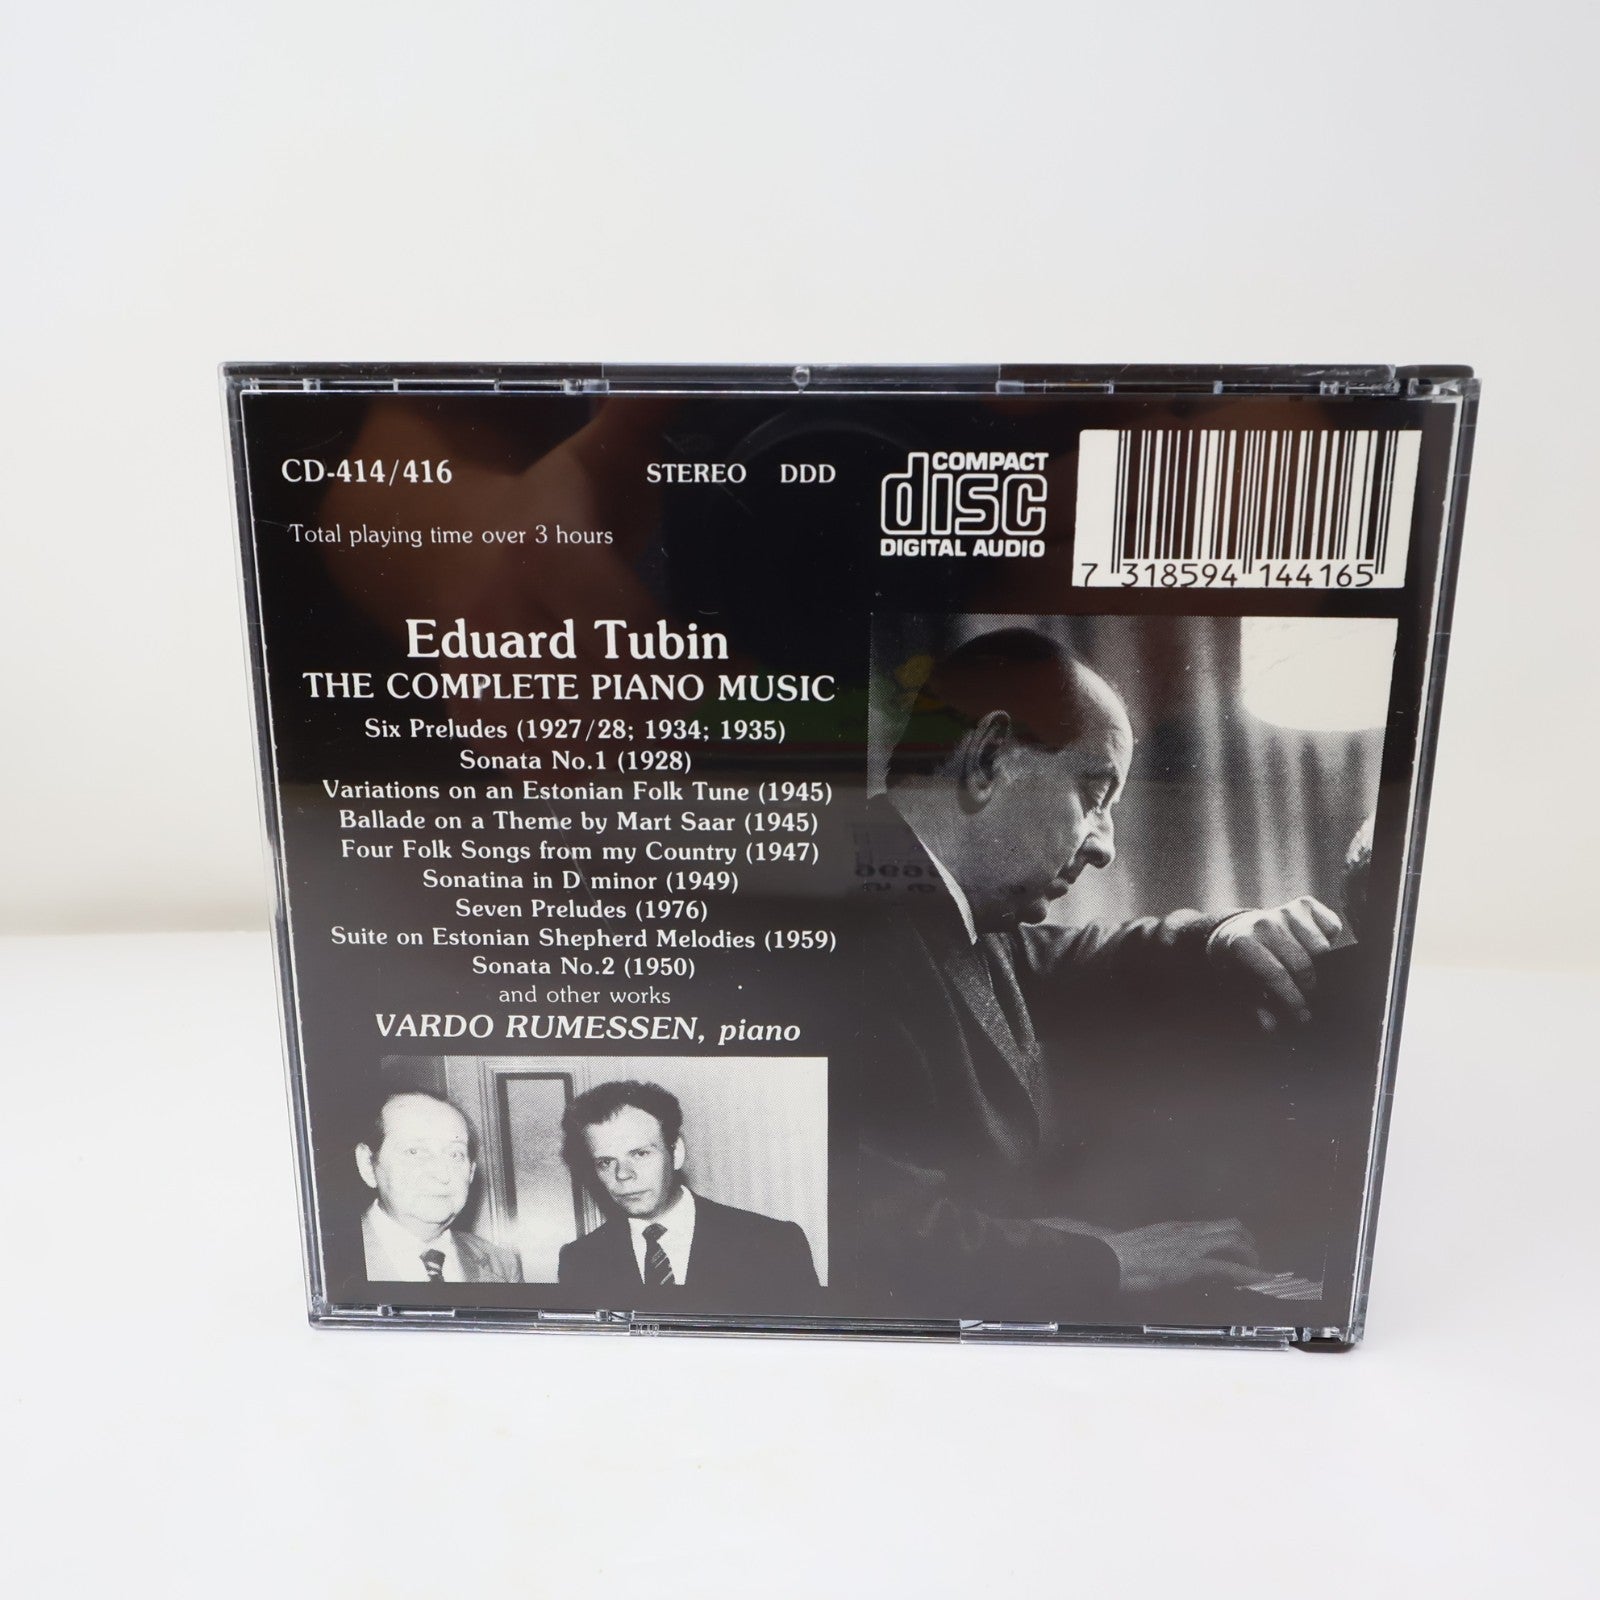 CD-414/416
STEREO DDD
COMPACT
disc
DIGITAL AUDIO
7 318594 144165
Total playing time over 3 hours
Eduard Tubin
THE COMPLETE PIANO MUSIC
Six Preludes (1927/28; 1934; 1935)
Sonata No.1 (1928)
Variations on an Estonian Folk Tune (1945)
Ballade on a Theme by Mart Saar (1945)
Four Folk Songs from my Country (1947)
Sonatina in D minor (1949)
Seven Preludes (1976)
Suite on Estonian Shepherd Melodies (1959)
Sonata No.2 (1950)
and other works
VARDO RUMESSEN, piano